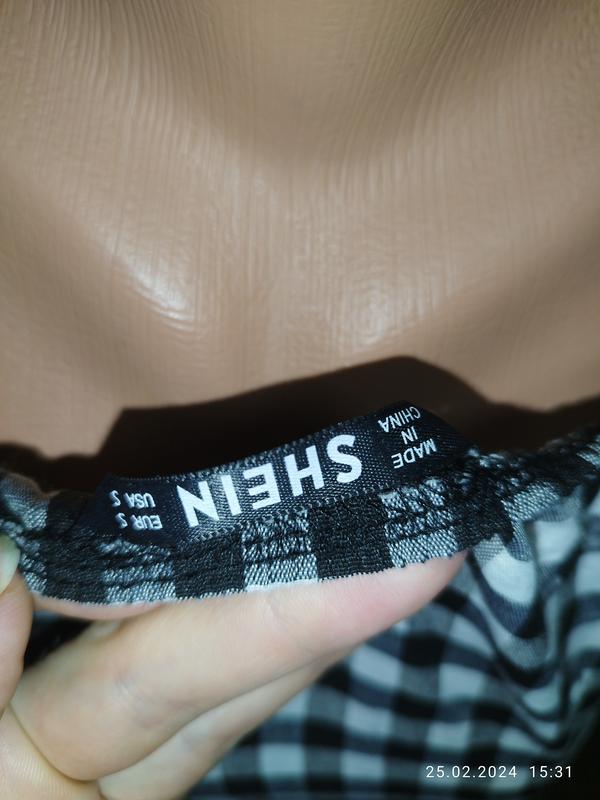 SHEIN
MADE
IN
CHINA
EUR S
USA S
25.02.2024 15:31